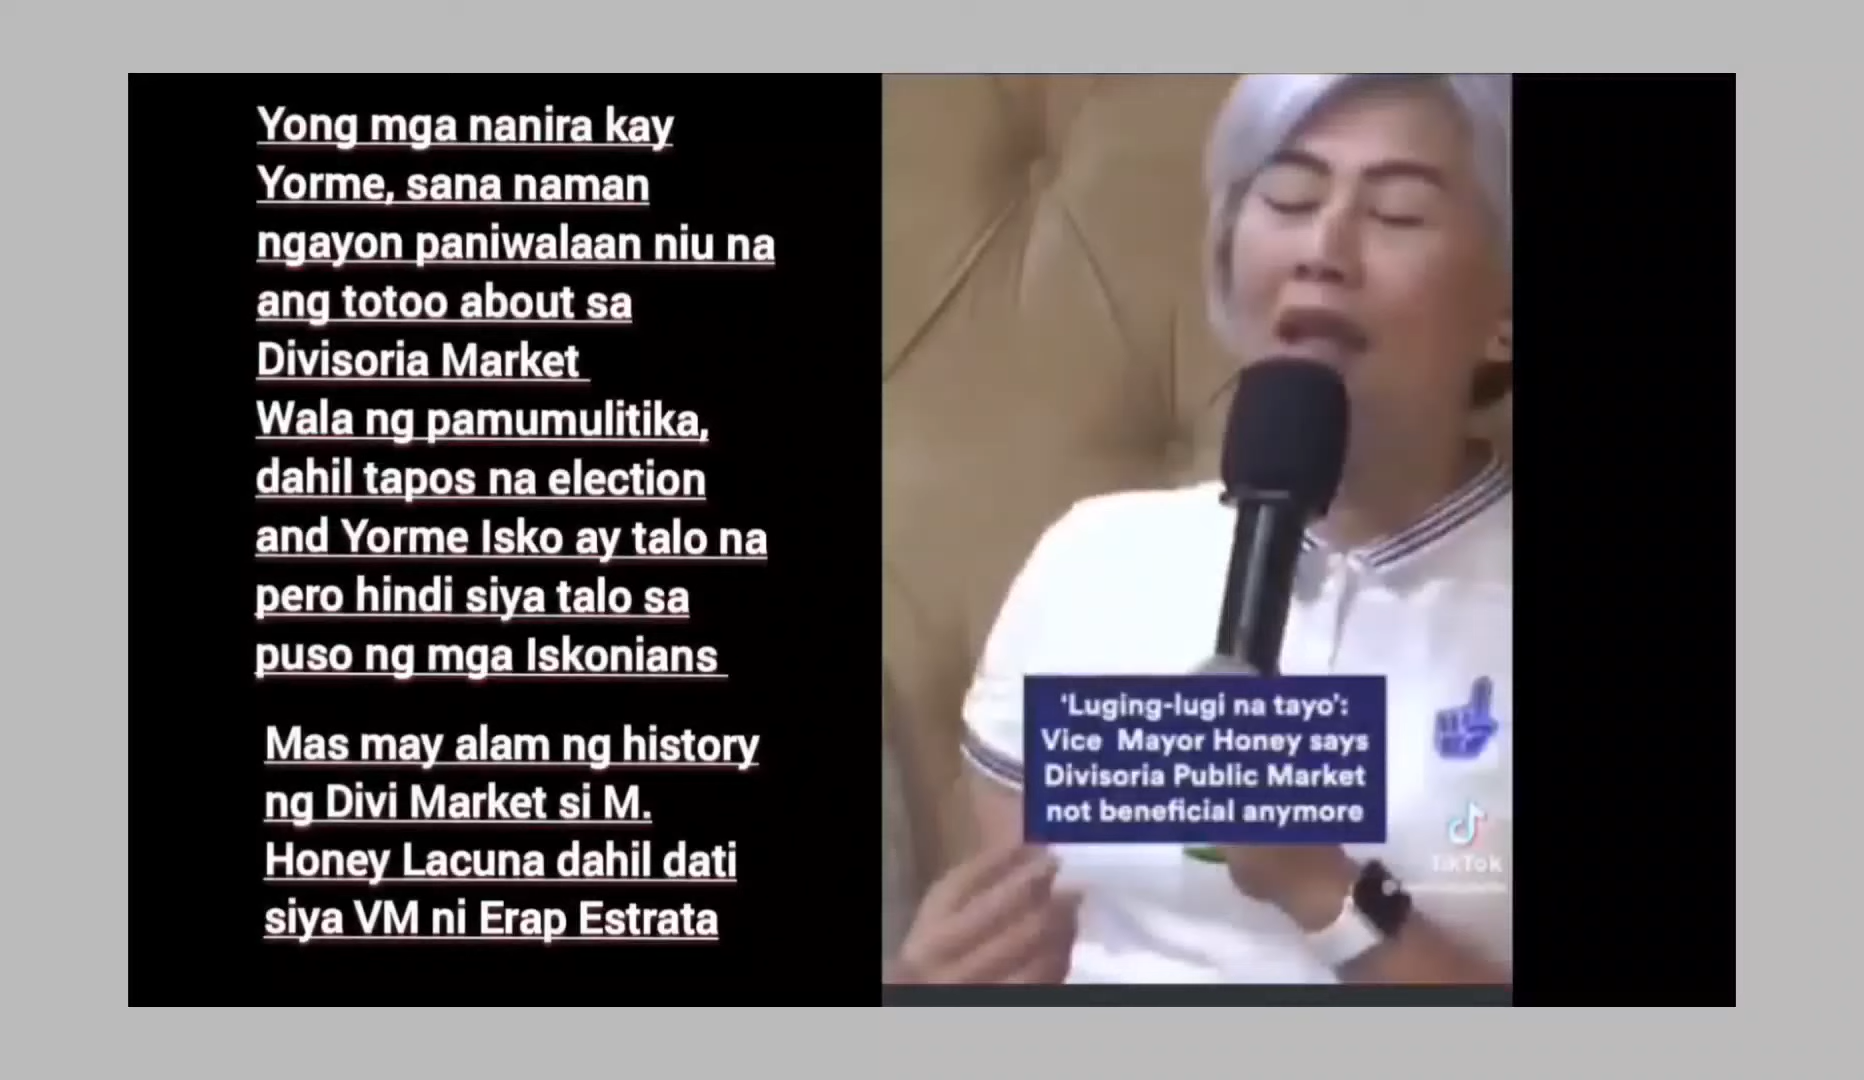 Yong mga nanira kay
Yorme, sana naman
ngayon paniwalaan niu na
ang totoo about sa
Divisoria Market
Wala ng pamumulitika,
dahil tapos na election
and Yorme Isko ay talo na
pero hindi siya talo sa
puso ng mga Iskonians
Mas may alam ng history
ng Divi Market si M.
Honey Lacuna dahil dati
siya VM ni Erap Estrata
‘Luging-lugi na tayo’:
Vice Mayor Honey says
Divisoria Public Market
not beneficial anymore
TikTok